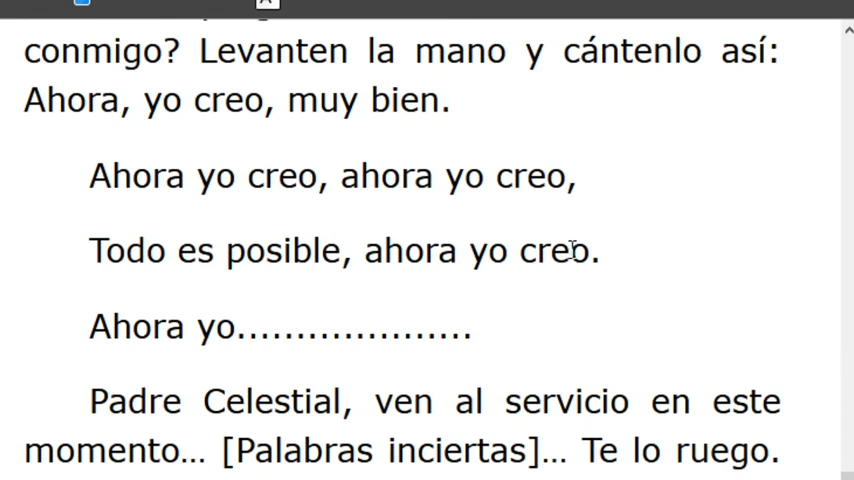 conmigo? Levanten la mano y cántenlo así:
Ahora, yo creo, muy bien.
Ahora yo creo, ahora yo creo,
Todo es posible, ahora yo creo.
Ahora yo....................
Padre Celestial, ven al servicio en este
momento… [Palabras inciertas]… Te lo ruego.